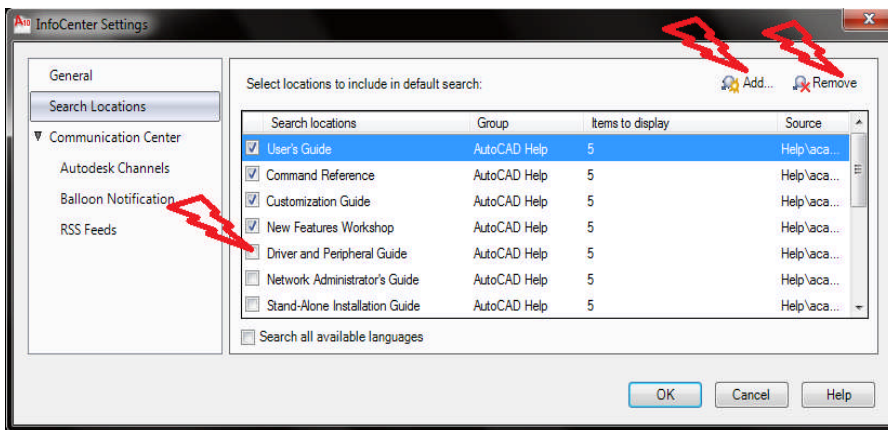 A10 InfoCenter Settings
General
Search Locations
Communication Center
Autodesk Channels
Balloon Notification
RSS Feeds
Select locations to include in default search:
Add... Remove
Search locations Group Items to display Source
User's Guide AutoCAD Help 5 Help\aca...
Command Reference AutoCAD Help 5 Help\aca...
Customization Guide AutoCAD Help 5 Help\aca...
New Features Workshop AutoCAD Help 5 Help\aca...
Driver and Peripheral Guide AutoCAD Help 5 Help\aca...
Network Administrator's Guide AutoCAD Help 5 Help\aca...
Stand-Alone Installation Guide AutoCAD Help 5 Help\aca...
Search all available languages
OK Cancel Help